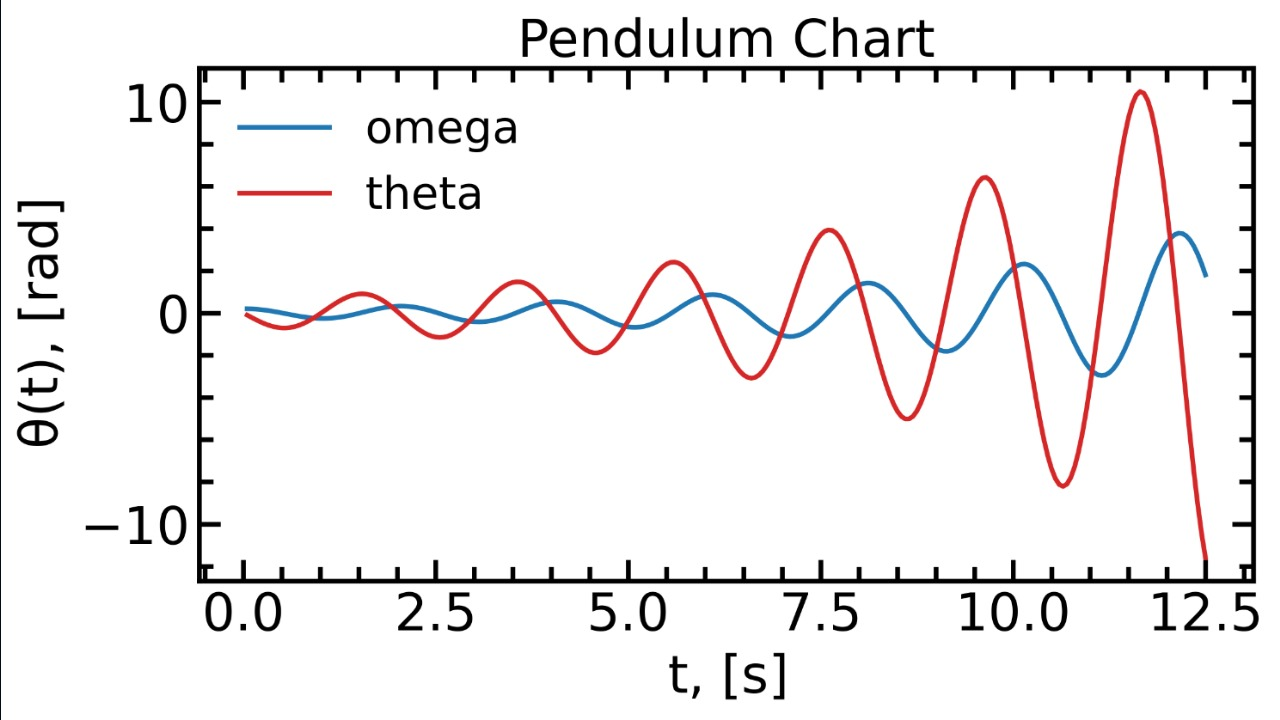 Pendulum Chart
10
omega
theta
0
−10
θ(t), [rad]
0.0 2.5 5.0 7.5 10.0 12.5
t, [s]